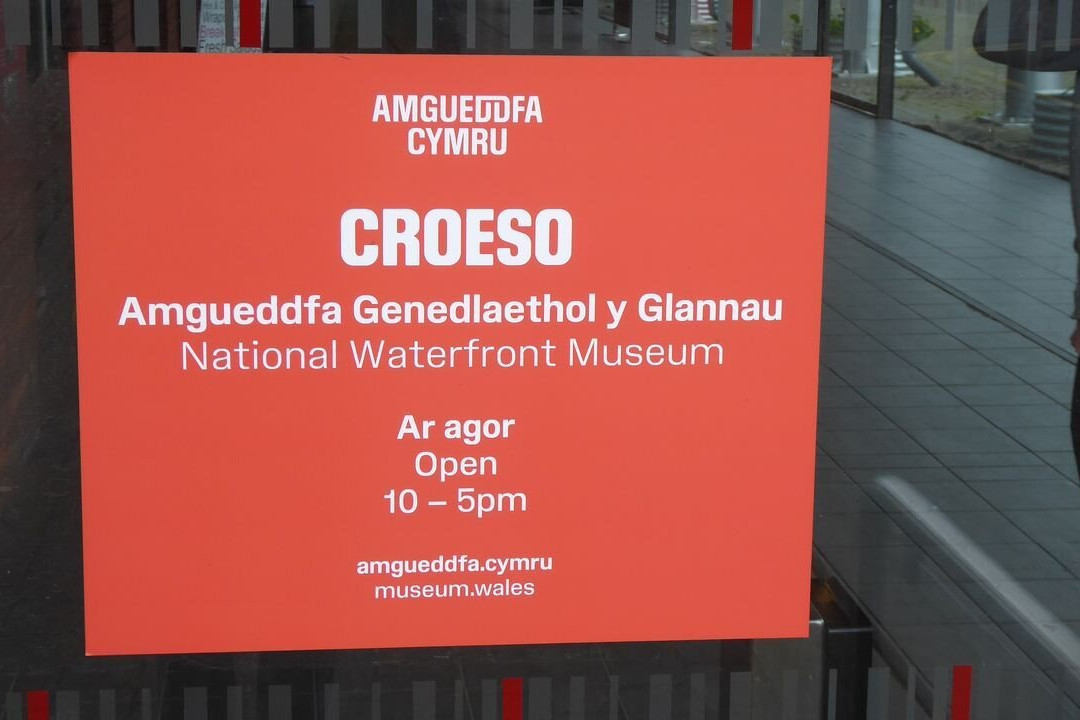 AMGUEDDFA
CYMRU
CROESO
Amgueddfa Genedlaethol y Glannau
National Waterfront Museum
Ar agor
Open
10 – 5pm
amgueddfa.cymru
museum.wales